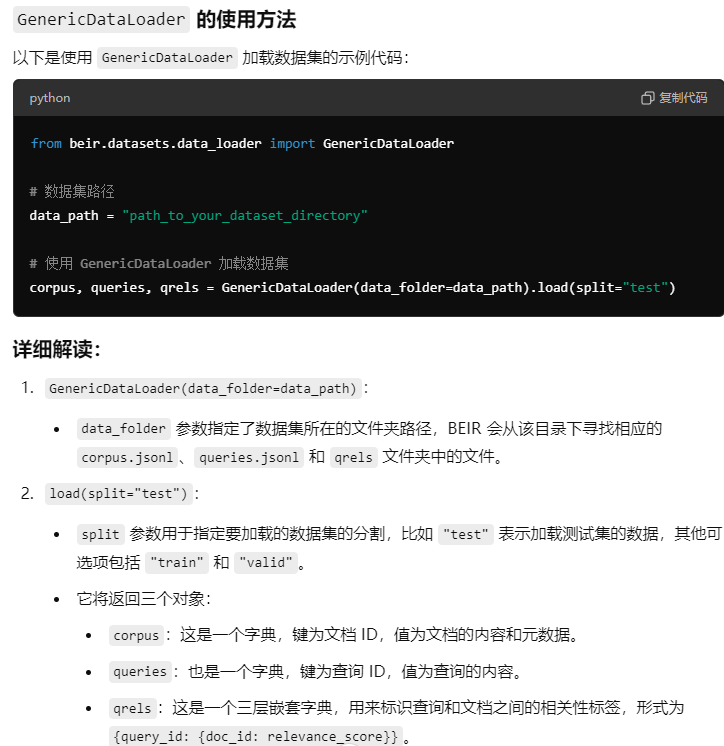 GenericDataLoader 的使用方法
以下是使用 GenericDataLoader 加载数据集的示例代码：
python
复制代码
from beir.datasets.data_loader import GenericDataLoader
# 数据集路径
data_path = "path_to_your_dataset_directory"
# 使用 GenericDataLoader 加载数据集
corpus, queries, qrels = GenericDataLoader(data_folder=data_path).load(split="test")
详细解读：
1. GenericDataLoader(data_folder=data_path)：
• data_folder 参数指定了数据集所在的文件夹路径，BEIR 会从该目录下寻找相应的
corpus.jsonl、queries.jsonl 和 qrels 文件夹中的文件。
2. load(split="test")：
• split 参数用于指定要加载的数据集的分割，比如 "test" 表示加载测试集的数据，其他可
选项包括 "train" 和 "valid"。
• 它将返回三个对象：
• corpus：这是一个字典，键为文档 ID，值为文档的内容和元数据。
• queries：也是一个字典，键为查询 ID，值为查询的内容。
• qrels：这是一个三层嵌套字典，用来标识查询和文档之间的相关性标签，形式为
{query_id: {doc_id: relevance_score}}。